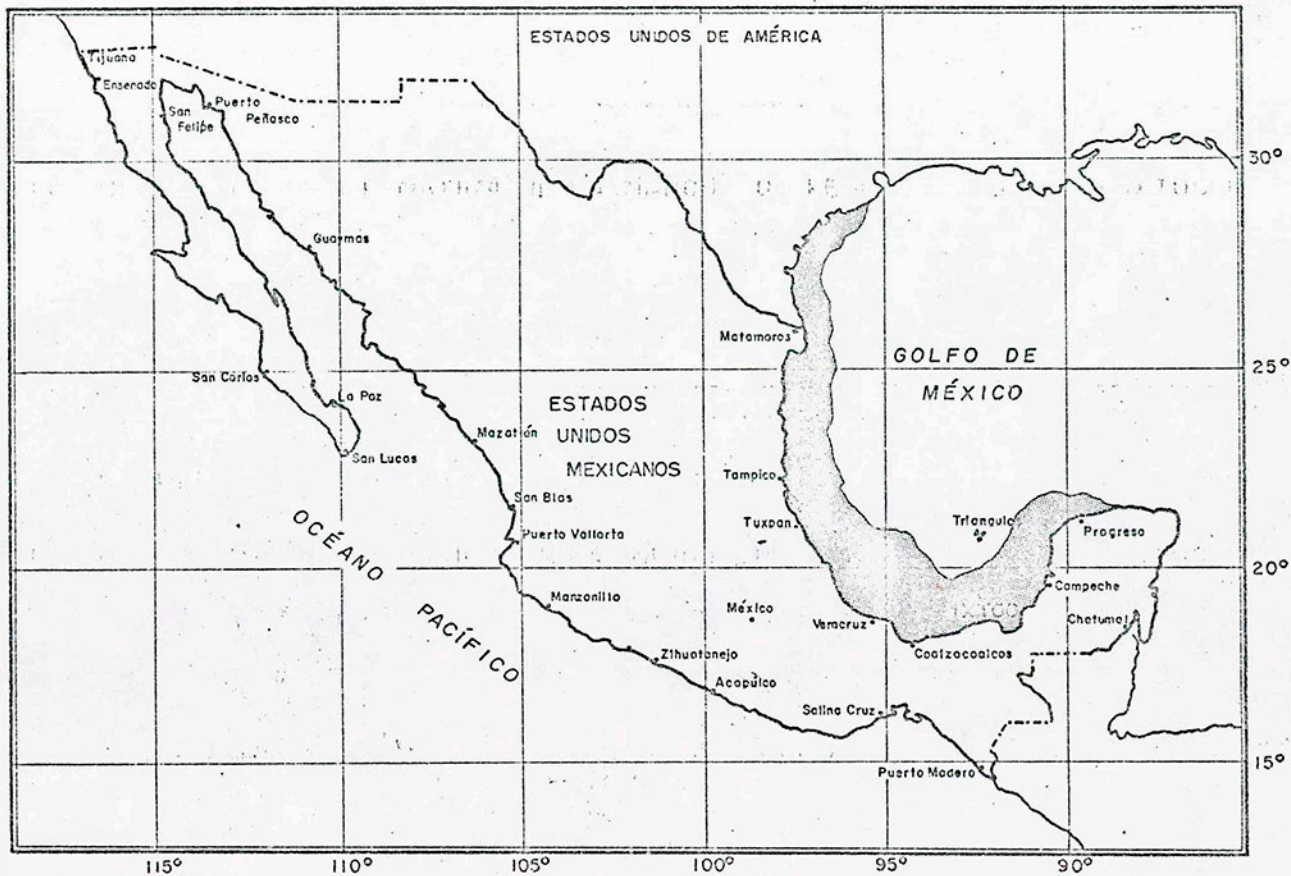 ESTADOS UNIDOS DE AMÉRICA
Tijuana
Ensenada
San
Felipe
Puerto
Peñasco
30°
Guaymas
Matamoros
GOLFO DE
MÉXICO
25°
San Carlos
La Paz
ESTADOS
UNIDOS
MEXICANOS
Mazatlán
San Lucas
Tampico
San Blas
Tuxpan
Triangulo
Progreso
Puerto Vallarta
OCÉANO
PACÍFICO
20°
Manzanillo
México
Veracruz
Campeche
Chetumal
Coatzacoalcos
Zihuatanejo
Acapulco
Salina Cruz
Puerto Madero
15°
115° 110° 105° 100° 95° 90°